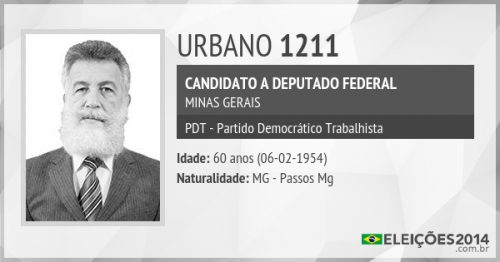 URBANO 1211
CANDIDATO A DEPUTADO FEDERAL
MINAS GERAIS
PDT - Partido Democrático Trabalhista
Idade: 60 anos (06-02-1954)
Naturalidade: MG - Passos Mg
ELEIÇÕES2014
.com.br